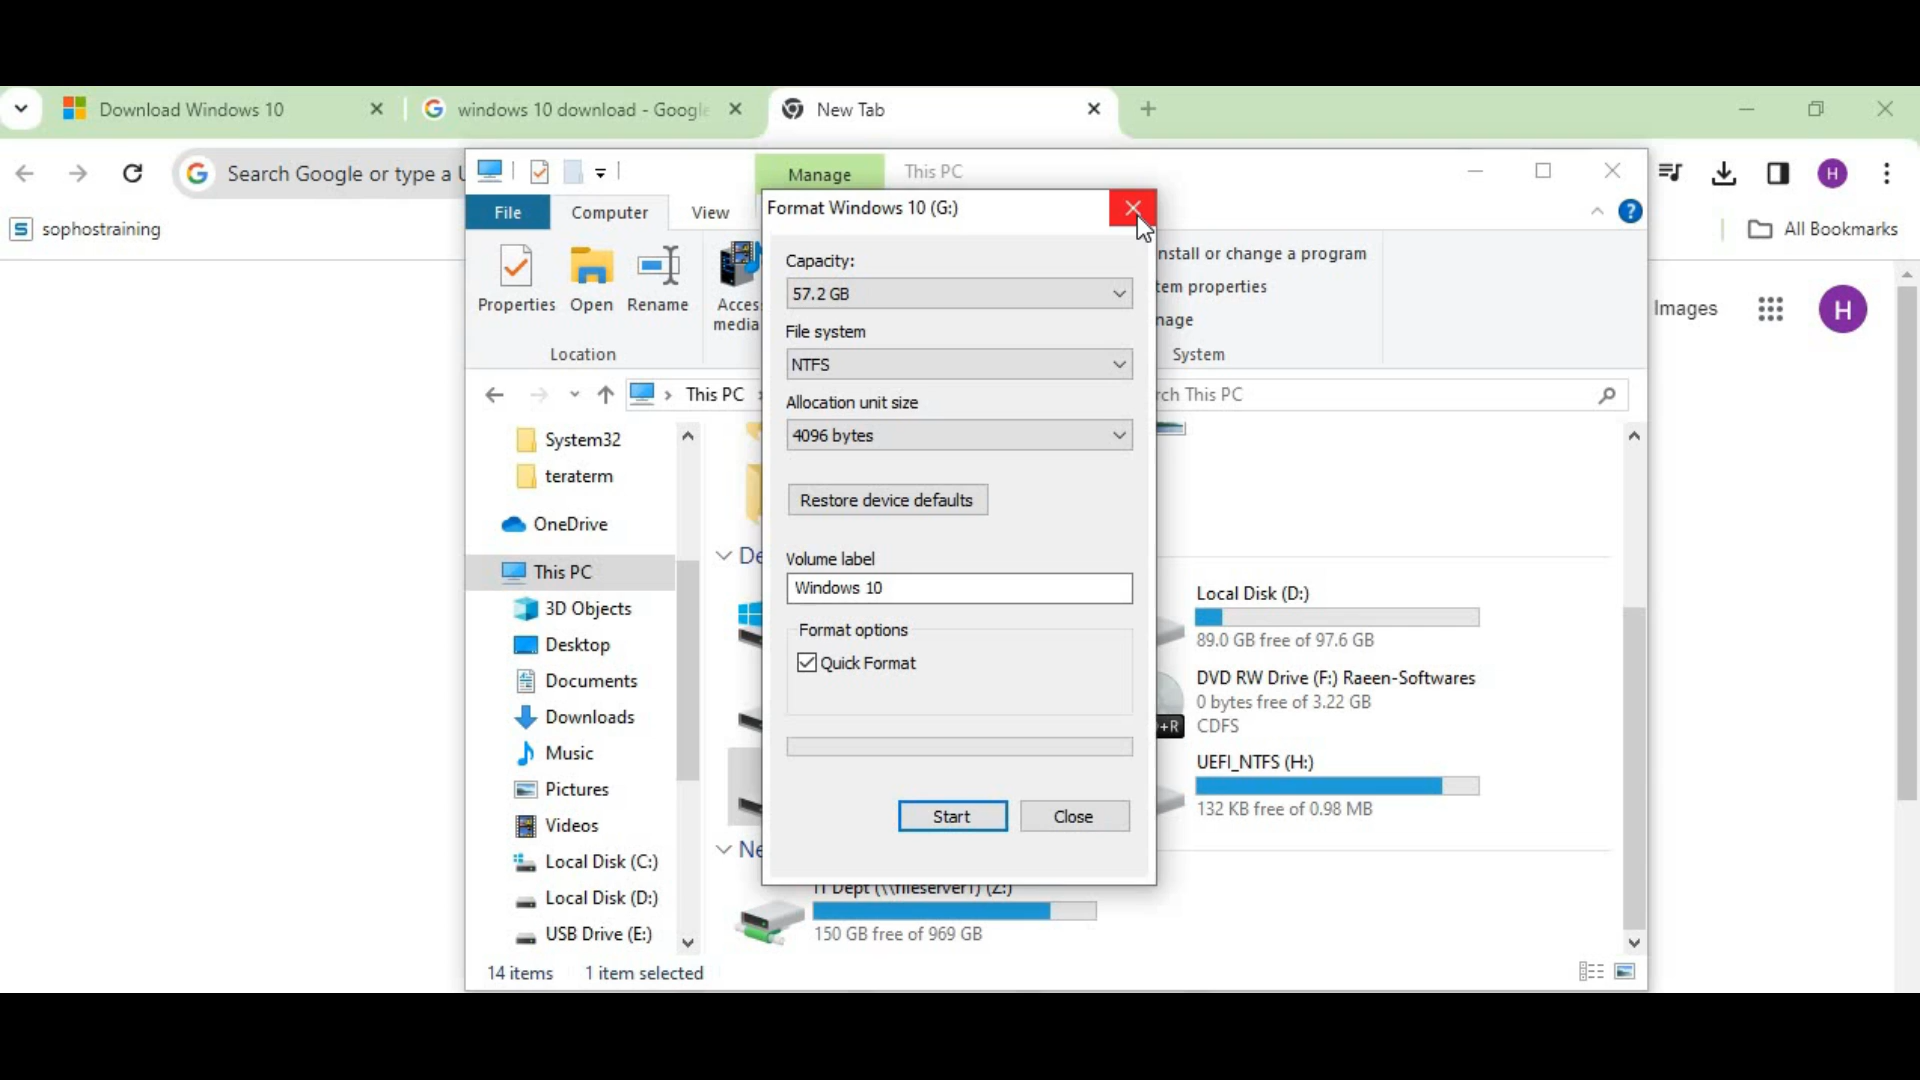 Download Windows 10
windows 10 download - Google
New Tab
Search Google or type a U
sophostraining
All Bookmarks
H
Images
H
Manage
This PC
File
Computer
View
Properties
Open
Rename
Access
media
Location
install or change a program
tem properties
nage
System
This PC
rch This PC
System32
teraterm
OneDrive
This PC
3D Objects
Desktop
Documents
Downloads
Music
Pictures
Videos
Local Disk (C:)
Local Disk (D:)
USB Drive (E:)
14 items
1 item selected
Format Windows 10 (G:)
Capacity:
57.2 GB
File system
NTFS
Allocation unit size
4096 bytes
Restore device defaults
Volume label
Windows 10
Format options
Quick Format
Start
Close
De
Local Disk (D:)
89.0 GB free of 97.6 GB
DVD RW Drive (F:) Raeen-Softwares
0 bytes free of 3.22 GB
CDFS
+R
UEFI_NTFS (H:)
132 KB free of 0.98 MB
Ne
IT Dept (\\fileserver1) (Z:)
150 GB free of 969 GB